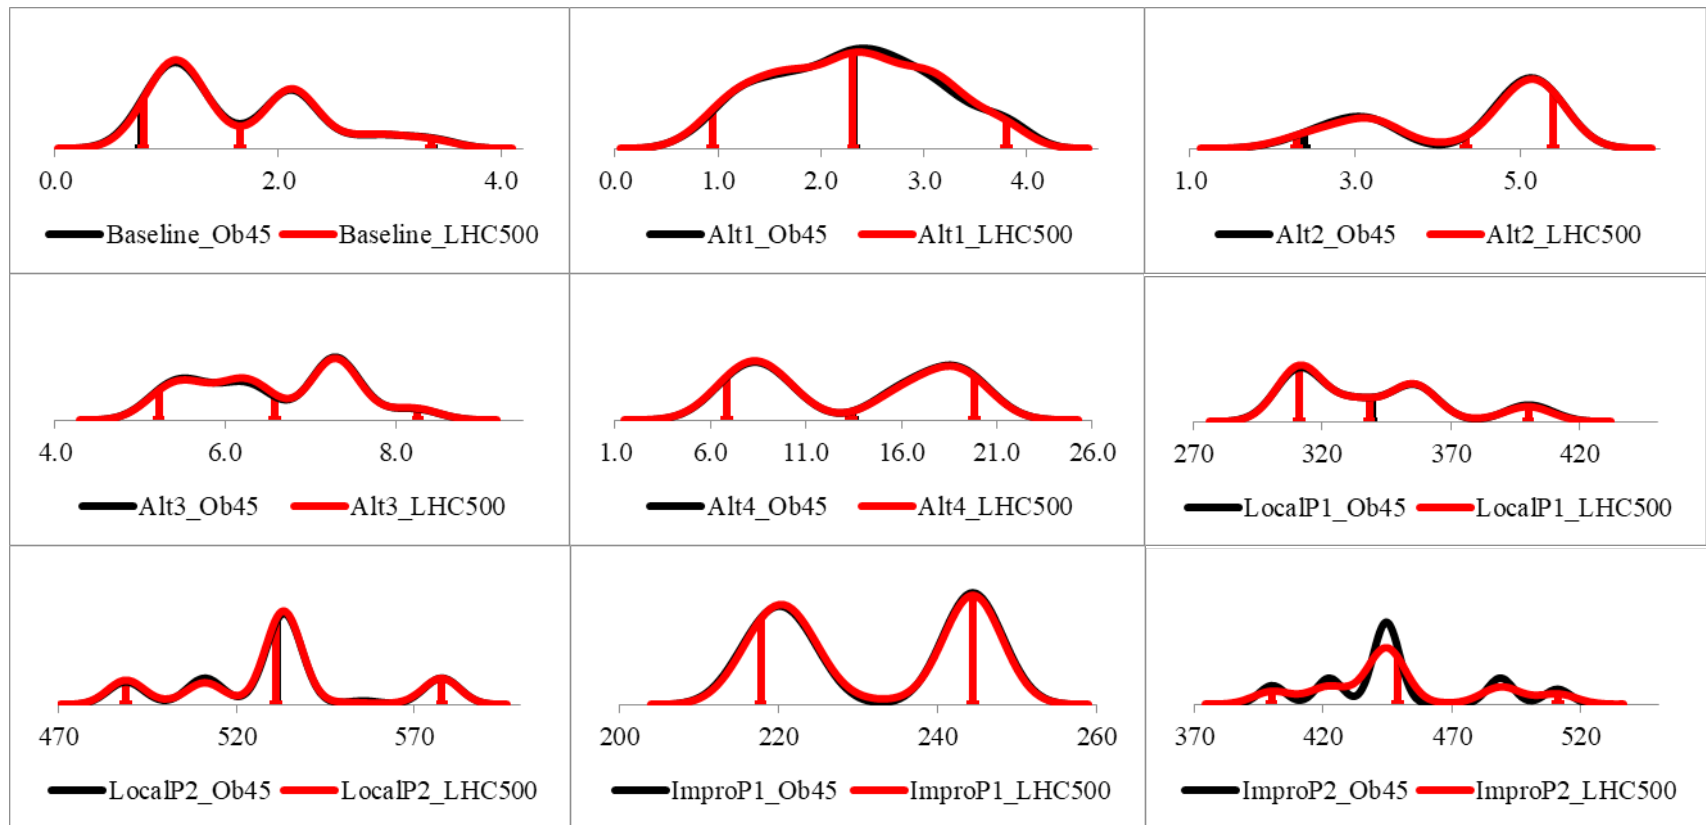 0.0 2.0 4.0
Baseline_Ob45 Baseline_LHC500
0.0 1.0 2.0 3.0 4.0
Alt1_Ob45 Alt1_LHC500
1.0 3.0 5.0
Alt2_Ob45 Alt2_LHC500
4.0 6.0 8.0
Alt3_Ob45 Alt3_LHC500
1.0 6.0 11.0 16.0 21.0 26.0
Alt4_Ob45 Alt4_LHC500
270 320 370 420
LocalP1_Ob45 LocalP1_LHC500
470 520 570
LocalP2_Ob45 LocalP2_LHC500
200 220 240 260
ImproP1_Ob45 ImproP1_LHC500
370 420 470 520
ImproP2_Ob45 ImproP2_LHC500